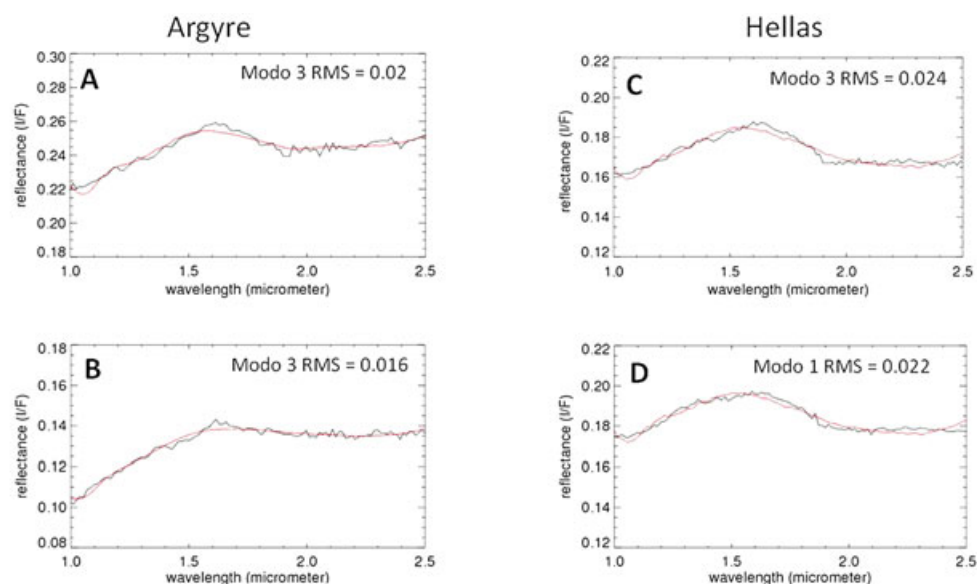 Argyre
A
Modo 3 RMS = 0.02
reflectance (I/F)
0.30
0.28
0.26
0.24
0.22
0.20
0.18
1.0 1.5 2.0 2.5
wavelength (micrometer)
Hellas
C
Modo 3 RMS = 0.024
reflectance (I/F)
0.22
0.20
0.18
0.16
0.14
0.12
1.0 1.5 2.0 2.5
wavelength (micrometer)
B
Modo 3 RMS = 0.016
reflectance (I/F)
0.18
0.16
0.14
0.12
0.10
0.08
1.0 1.5 2.0 2.5
wavelength (micrometer)
D
Modo 1 RMS = 0.022
reflectance (I/F)
0.22
0.20
0.18
0.16
0.14
0.12
1.0 1.5 2.0 2.5
wavelength (micrometer)